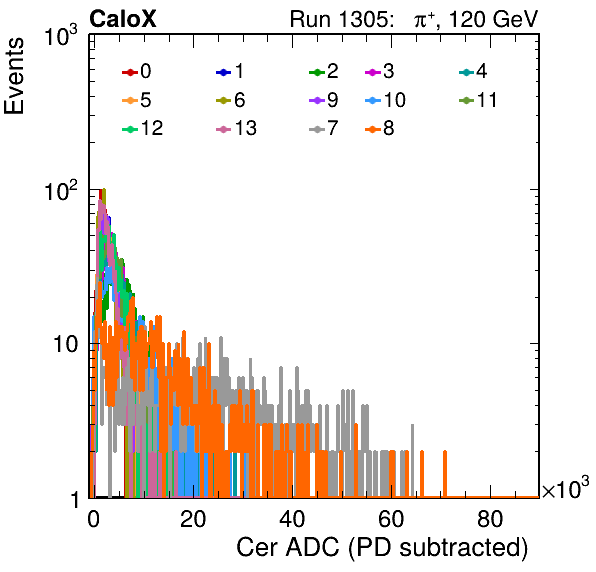 CaloX Run 1305: π⁺, 120 GeV
Events
10³
0 1 2 3 4
5 6 9 10 11
12 13 7 8
10²
10
1
0 20 40 60 80 ×10³
Cer ADC (PD subtracted)